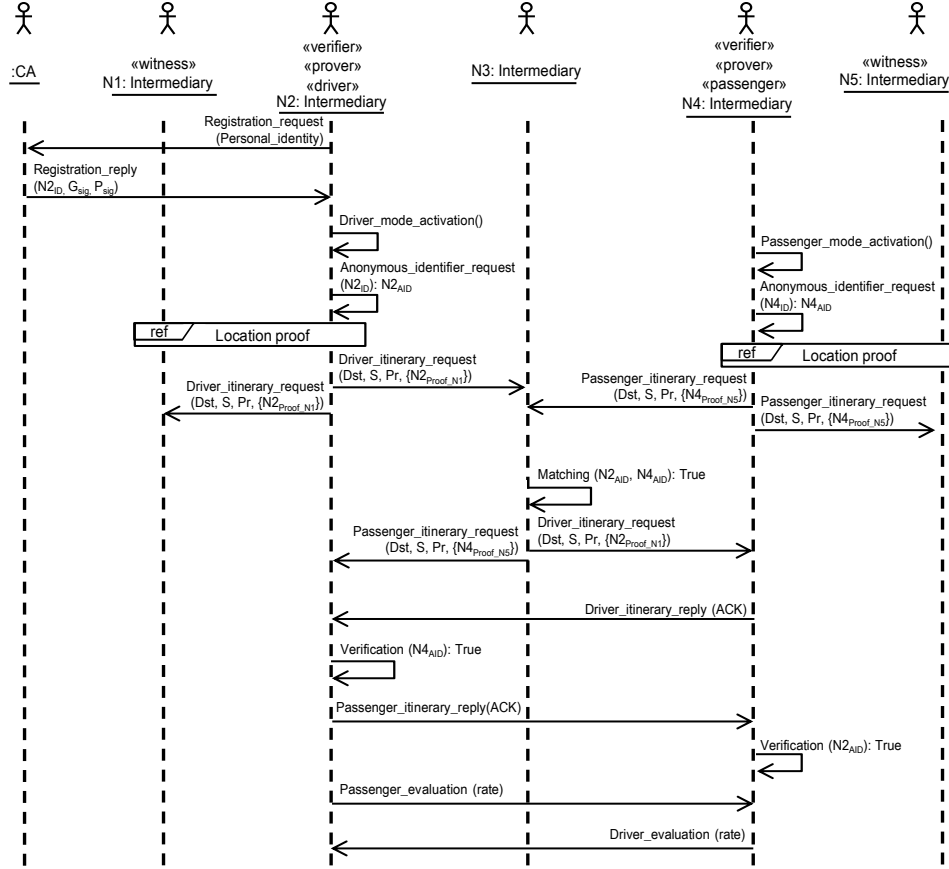 :CA
«witness»
N1: Intermediary
«verifier»
«prover»
«driver»
N2: Intermediary
N3: Intermediary
«verifier»
«prover»
«passenger»
N4: Intermediary
«witness»
N5: Intermediary
Registration_request
(Personal_identity)
Registration_reply
(N2ID, Gsig, Psig)
Driver_mode_activation()
Passenger_mode_activation()
Anonymous_identifier_request
(N2ID): N2AID
Anonymous_identifier_request
(N4ID): N4AID
ref
Location proof
ref
Location proof
Driver_itinerary_request
(Dst, S, Pr, {N2Proof_N1})
Driver_itinerary_request
(Dst, S, Pr, {N2Proof_N1})
Passenger_itinerary_request
(Dst, S, Pr, {N4Proof_N5})
Passenger_itinerary_request
(Dst, S, Pr, {N4Proof_N5})
Matching (N2AID, N4AID): True
Passenger_itinerary_request
(Dst, S, Pr, {N4Proof_N5})
Driver_itinerary_request
(Dst, S, Pr, {N2Proof_N1})
Driver_itinerary_reply (ACK)
Verification (N4AID): True
Passenger_itinerary_reply(ACK)
Verification (N2AID): True
Passenger_evaluation (rate)
Driver_evaluation (rate)